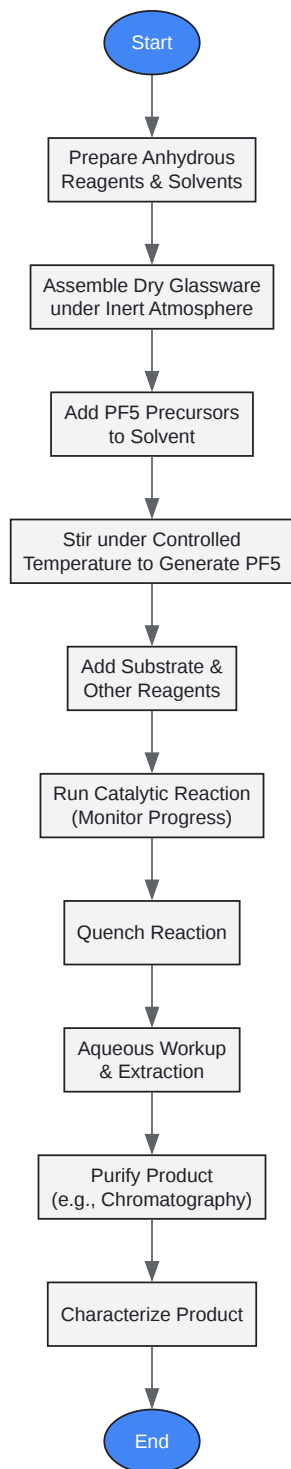 Start
Prepare Anhydrous
Reagents & Solvents
Assemble Dry Glassware
under Inert Atmosphere
Add PF5 Precursors
to Solvent
Stir under Controlled
Temperature to Generate PF5
Add Substrate &
Other Reagents
Run Catalytic Reaction
(Monitor Progress)
Quench Reaction
Aqueous Workup
& Extraction
Purify Product
(e.g., Chromatography)
Characterize Product
End